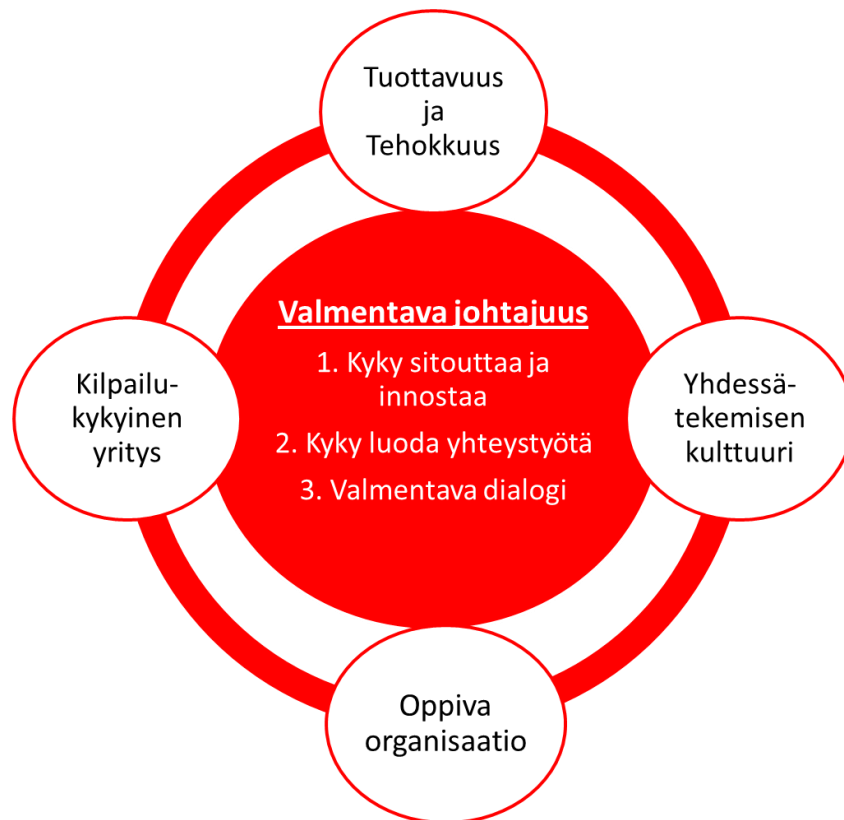 Tuottavuus
ja
Tehokkuus
Valmentava johtajuus
1. Kyky sitouttaa ja
innostaa
2. Kyky luoda yhteystyötä
3. Valmentava dialogi
Kilpailu-
kykyinen
yritys
Yhdessä-
tekemisen
kulttuuri
Oppiva
organisaatio